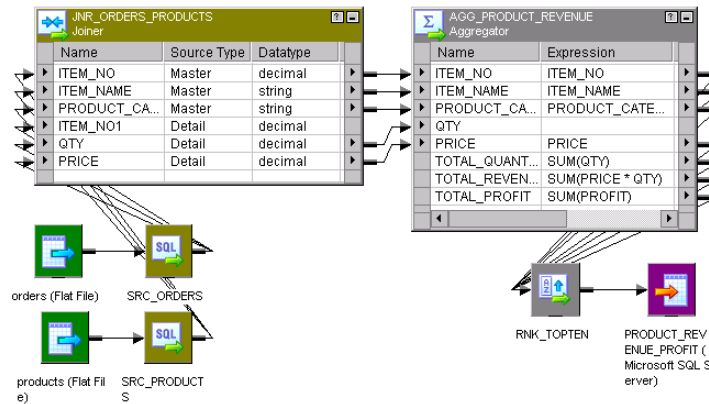 JNR_ORDERS_PRODUCTS
Joiner
Name Source Type Datatype
ITEM_NO Master decimal
ITEM_NAME Master string
PRODUCT_CA... Master string
ITEM_NO1 Detail decimal
QTY Detail decimal
PRICE Detail decimal
AGG_PRODUCT_REVENUE
Aggregator
Name Expression
ITEM_NO ITEM_NO
ITEM_NAME ITEM_NAME
PRODUCT_CA... PRODUCT_CATE...
QTY
PRICE PRICE
TOTAL_QUANT... SUM(QTY)
TOTAL_REVEN... SUM(PRICE * QTY)
TOTAL_PROFIT SUM(PROFIT)
SQL
orders (Flat File) SRC_ORDERS
SQL
products (Flat Fil
e)
SRC_PRODUCT
S
A
Z
RNK_TOPTEN
PRODUCT_REV
ENUE_PROFIT (
Microsoft SQL S
erver)